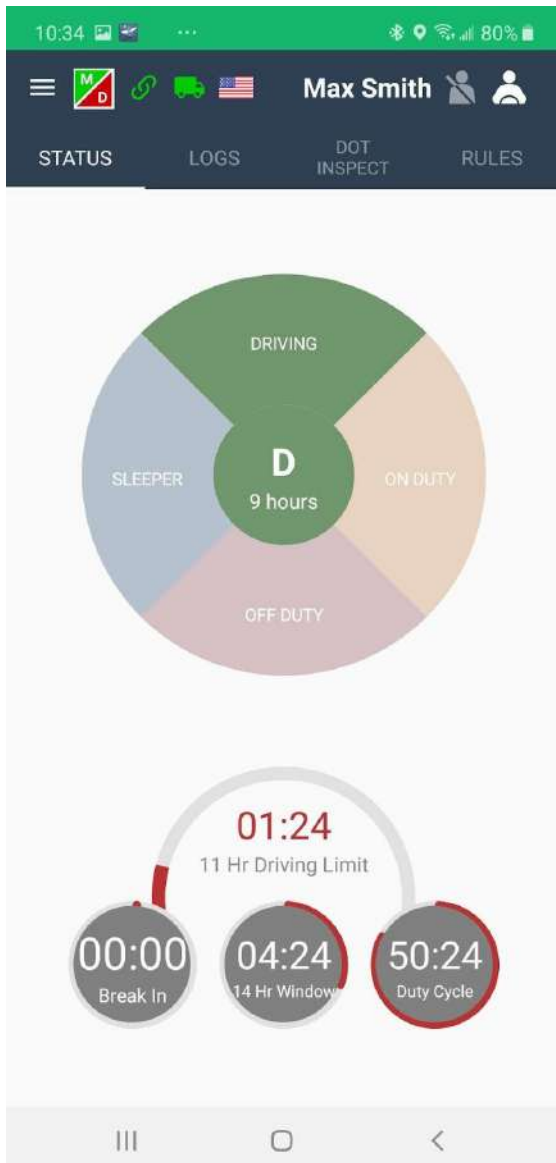 10:34 ... 80%
M D Max Smith
STATUS LOGS DOT INSPECT RULES
DRIVING
SLEEPER
D
9 hours
ON DUTY
OFF DUTY
01:24
11 Hr Driving Limit
00:00
Break In
04:24
14 Hr Window
50:24
Duty Cycle